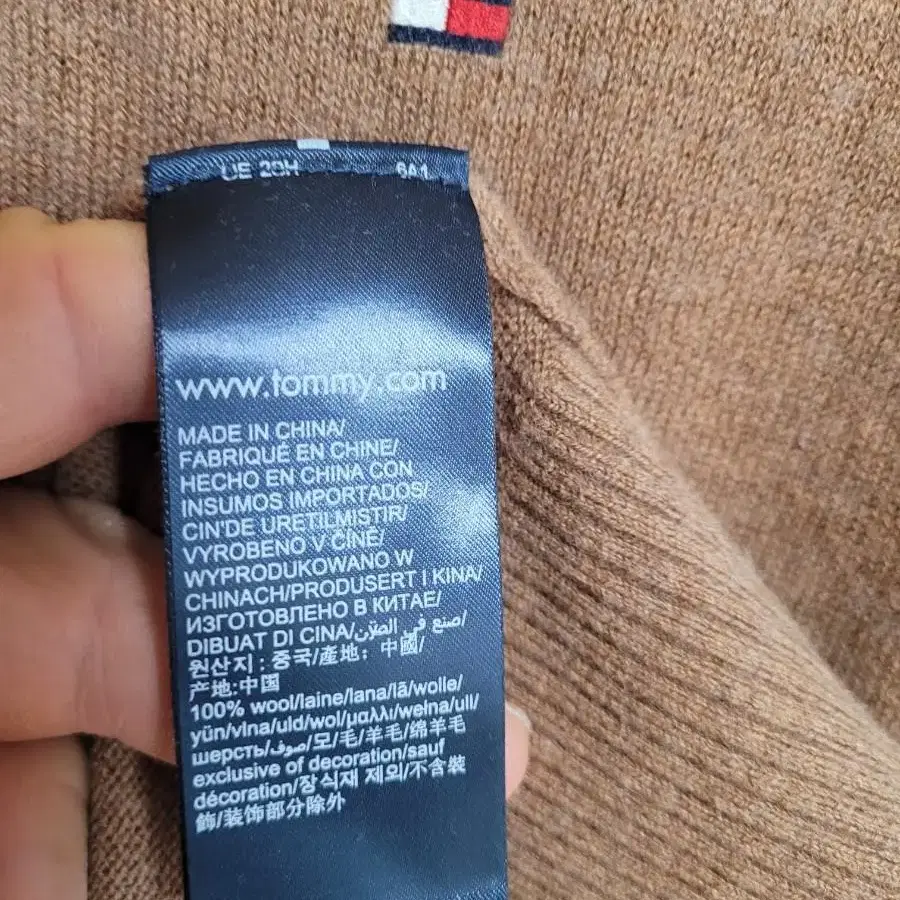 www.tommy.com
MADE IN CHINA/
FABRIQUÉ EN CHINE/
HECHO EN CHINA CON
INSUMOS IMPORTADOS/
CIN'DE URETILMISTIR/
VYROBENO V ČINE/
WYPRODUKOWANO W
CHINACH/PRODUSERT I KINA/
ИЗГОТОВЛЕНО В КИТАЕ/
DIBUAT DI CINA/صنع في الصين/
원산지 : 중국/產地: 中國/
产地:中国
100% wool/laine/lana/lã/wolle/
yün/vlna/uld/wol/μαλλι/wełna/ull/
шерсть/صوف/모/毛/羊毛/绵羊毛
exclusive of decoration/sauf
décoration/장식재 제외/不含裝
飾/装饰部分除外